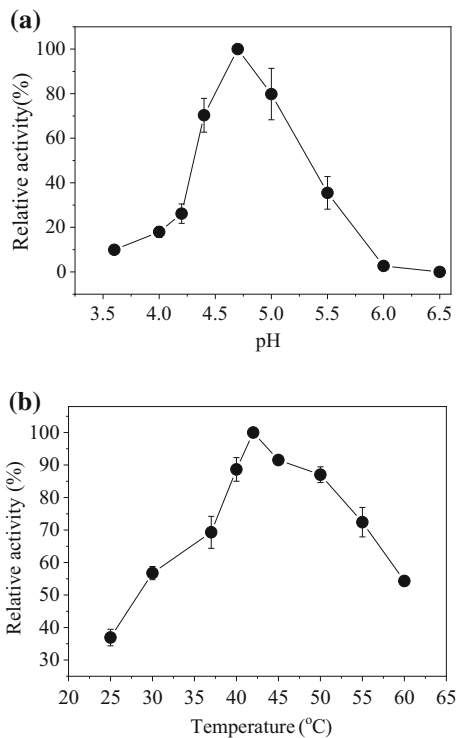 (a)
Relative activity(%)
100
80
60
40
20
0
3.5 4.0 4.5 5.0 5.5 6.0 6.5
pH
(b)
Relative activity (%)
100
90
80
70
60
50
40
30
20 25 30 35 40 45 50 55 60 65
Temperature (°C)